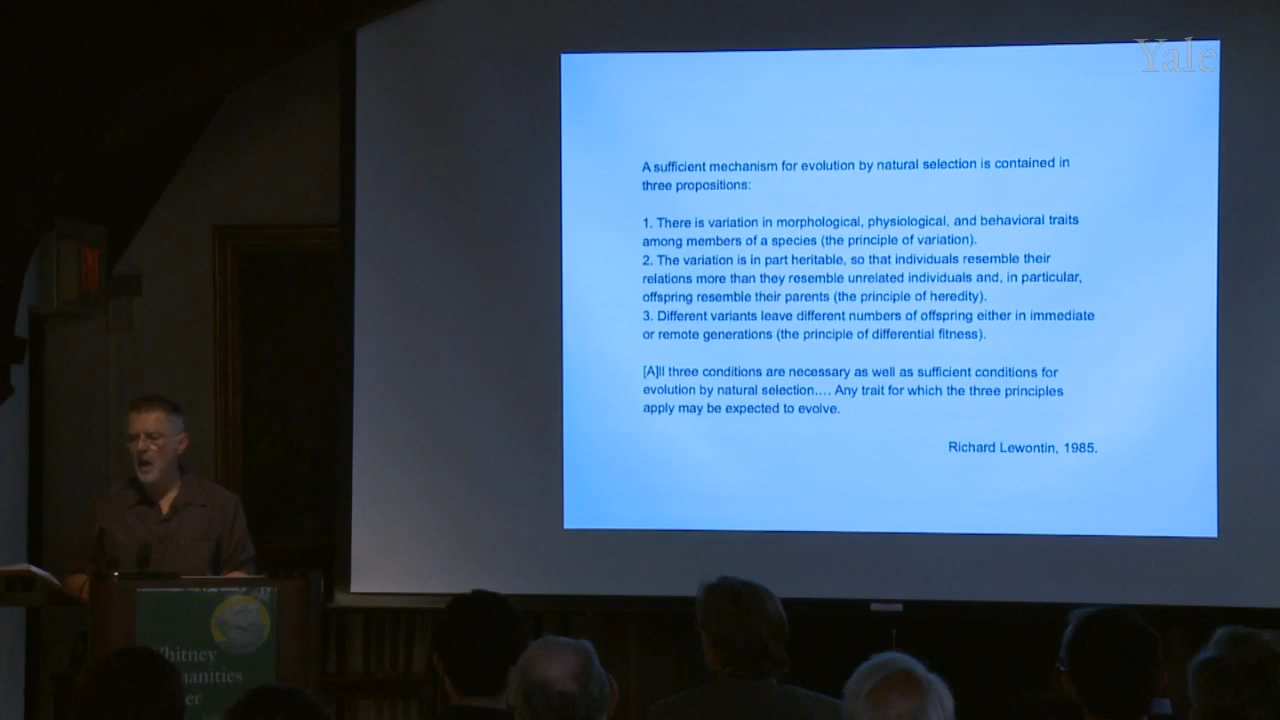 Yale
A sufficient mechanism for evolution by natural selection is contained in
three propositions:
1. There is variation in morphological, physiological, and behavioral traits
among members of a species (the principle of variation).
2. The variation is in part heritable, so that individuals resemble their
relations more than they resemble unrelated individuals and, in particular,
offspring resemble their parents (the principle of heredity).
3. Different variants leave different numbers of offspring either in immediate
or remote generations (the principle of differential fitness).
[A]ll three conditions are necessary as well as sufficient conditions for
evolution by natural selection.... Any trait for which the three principles
apply may be expected to evolve.
Richard Lewontin, 1985.
hitney
manities
er